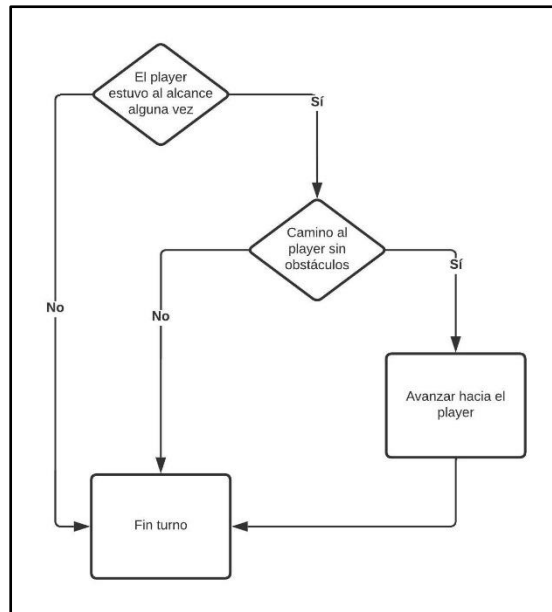 El player
estuvo al alcance
alguna vez
Sí
Camino al
player sin
obstáculos
Sí
No
No
Avanzar hacia el
player
Fin turno